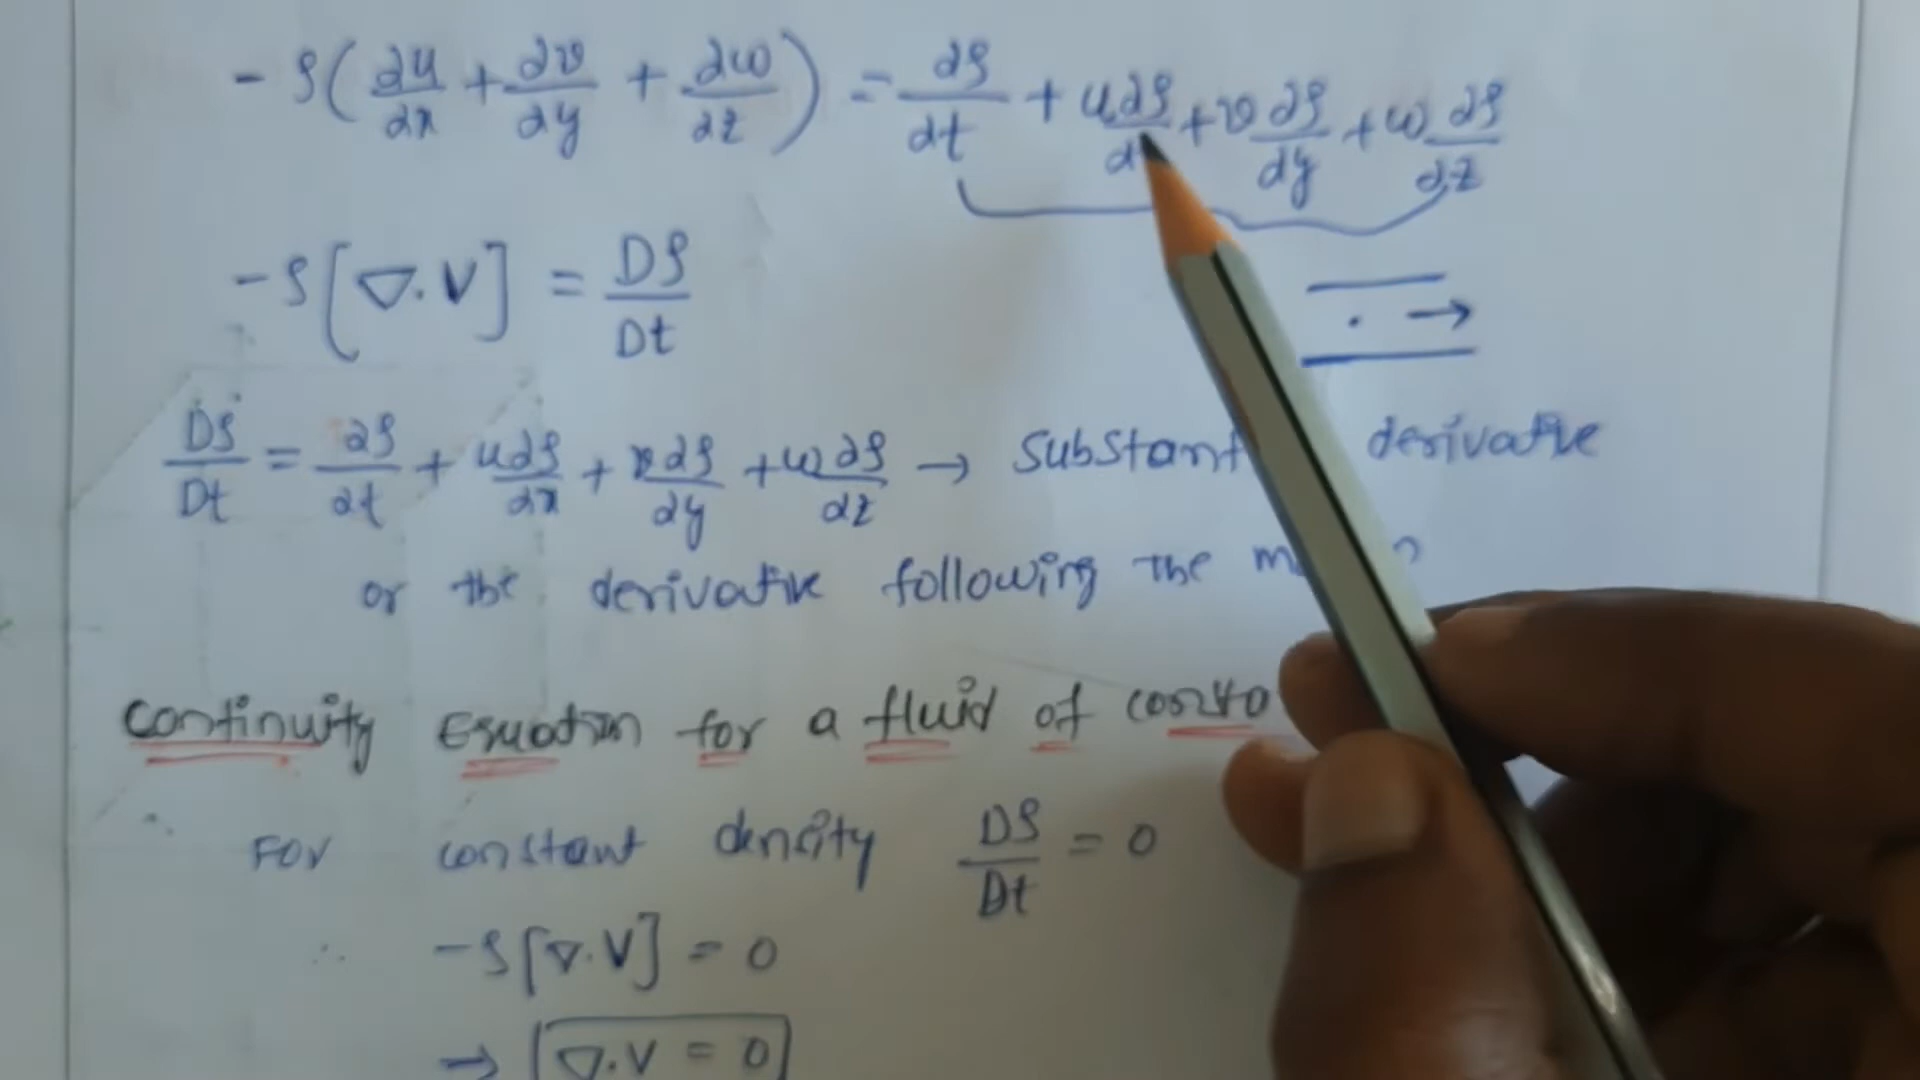 - ρ(∂u/∂x + ∂v/∂y + ∂w/∂z) = ∂ρ/∂t + u∂ρ/∂x + v∂ρ/∂y + w∂ρ/∂z
-ρ[∇.V] = Dρ/Dt
Dρ/Dt = ∂ρ/∂t + u∂ρ/∂x + v∂ρ/∂y + w∂ρ/∂z → Substant derivative
or the derivative following the
Continuity Equation for a fluid of
For constant density Dρ/Dt = 0
∴ -ρ[∇.V] = 0
→ ∇.V = 0